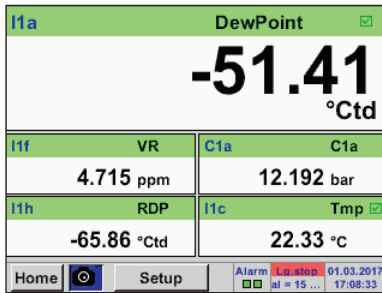 I1a DewPoint
-51.41
°Ctd
I1f VR C1a C1a
4.715 ppm 12.192 bar
I1h RDP I1c Tmp
-65.86 °Ctd 22.33 °C
Home Setup Alarm Lg.stop 01.03.2017
al = 15 ... 17:08:33